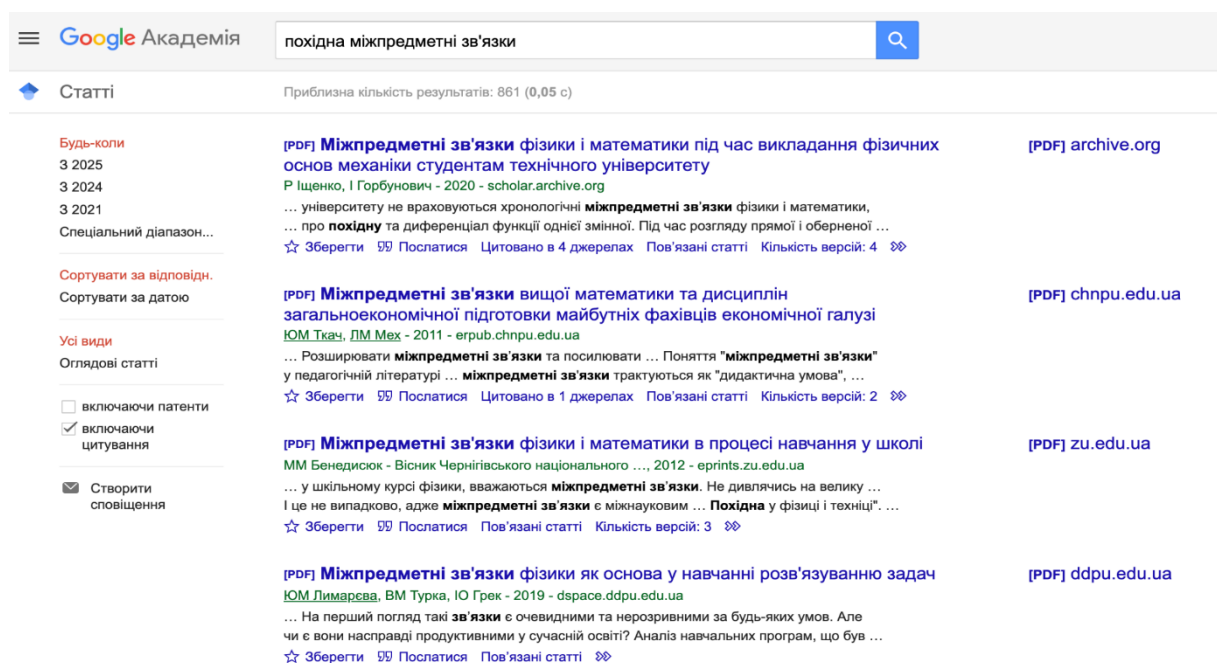 Google Академія
похідна міжпредметні зв'язки
Статті
Приблизна кількість результатів: 861 (0,05 с)
Будь-коли
З 2025
З 2024
З 2021
Спеціальний діапазон...
Сортувати за відповідн.
Сортувати за датою
Усі види
Оглядові статті
включаючи патенти
включаючи
цитування
Створити
сповіщення
[PDF] Міжпредметні зв'язки фізики і математики під час викладання фізичних
основ механіки студентам технічного університету
Р Іщенко, І Горбунович - 2020 - scholar.archive.org
… університету не враховуються хронологічні міжпредметні зв'язки фізики і математики,
… про похідну та диференціал функції однієї змінної. Під час розгляду прямої і оберненої …
Зберегти Послатися Цитовано в 4 джерелах Пов'язані статті Кількість версій: 4
[PDF] archive.org
[PDF] Міжпредметні зв'язки вищої математики та дисциплін
загальноекономічної підготовки майбутніх фахівців економічної галузі
ЮМ Ткач, ЛМ Мех - 2011 - erpub.chnpu.edu.ua
… Розширювати міжпредметні зв'язки та посилювати … Поняття "міжпредметні зв'язки"
у педагогічній літературі … міжпредметні зв'язки трактуються як "дидактична умова", …
Зберегти Послатися Цитовано в 1 джерелах Пов'язані статті Кількість версій: 2
[PDF] chnpu.edu.ua
[PDF] Міжпредметні зв'язки фізики і математики в процесі навчання у школі
ММ Бенедисюк - Вісник Чернігівського національного …, 2012 - eprints.zu.edu.ua
… у шкільному курсі фізики, вважаються міжпредметні зв'язки. Не дивлячись на велику …
І це не випадково, адже міжпредметні зв'язки є міжнауковим … Похідна у фізиці і техніці". …
Зберегти Послатися Пов'язані статті Кількість версій: 3
[PDF] zu.edu.ua
[PDF] Міжпредметні зв'язки фізики як основа у навчанні розв'язуванню задач
ЮМ Лимарєва, ВМ Турка, ІО Грек - 2019 - dspace.ddpu.edu.ua
… На перший погляд такі зв'язки є очевидними та нерозривними за будь-яких умов. Але
чи є вони насправді продуктивними у сучасній освіті? Аналіз навчальних програм, що був …
Зберегти Послатися Пов'язані статті
[PDF] ddpu.edu.ua